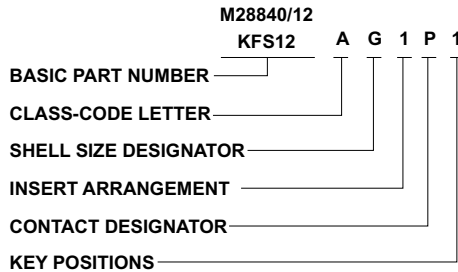 M28840/12
KFS12 A G 1 P 1
BASIC PART NUMBER
CLASS-CODE LETTER
SHELL SIZE DESIGNATOR
INSERT ARRANGEMENT
CONTACT DESIGNATOR
KEY POSITIONS